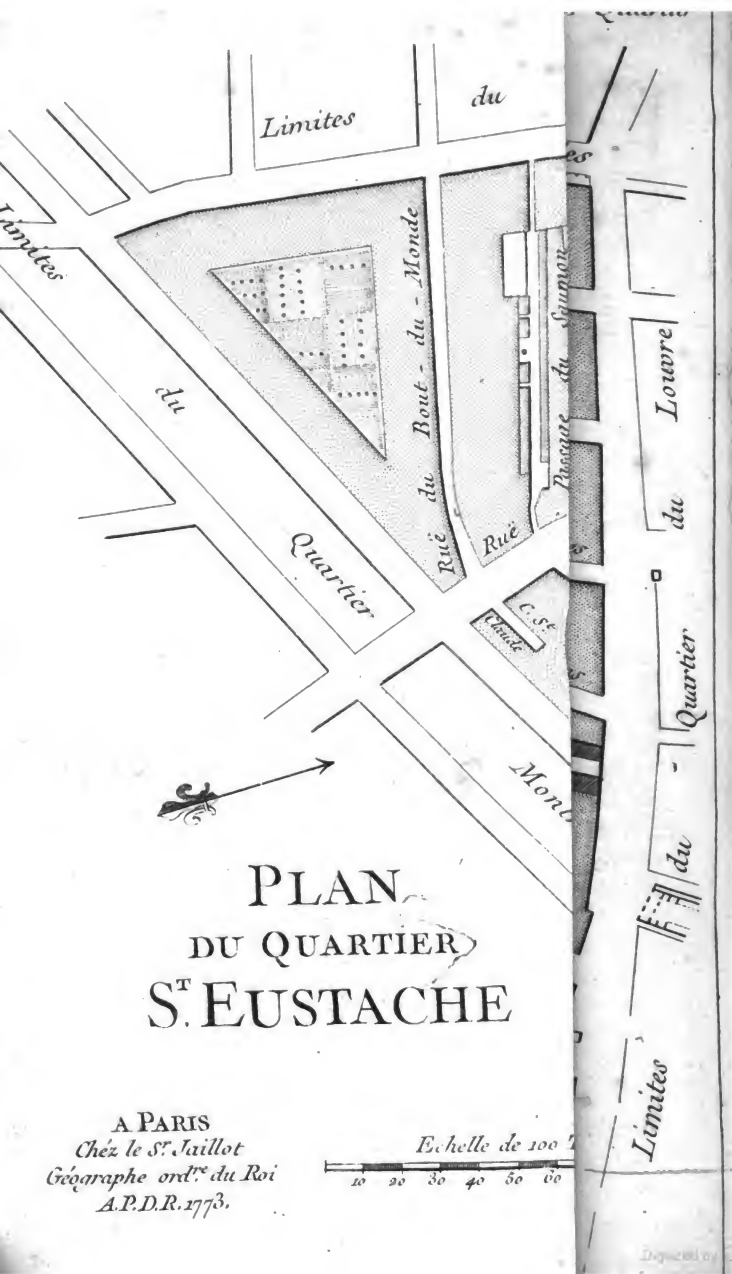 Limites
du
Limites
du
Quartier
Ruë du Bout-du-Monde
Ruë
Passage du Saumon
C. St.
Claude
Louvre
du
Quartier
du
Limites
PLAN
DU QUARTIER
ST. EUSTACHE
A PARIS
Chéz le Sr. Jaillot
Géographe ord.re du Roi
A.P.D.R. 1773.
Echelle de 100 T
10 20 30 40 50 60